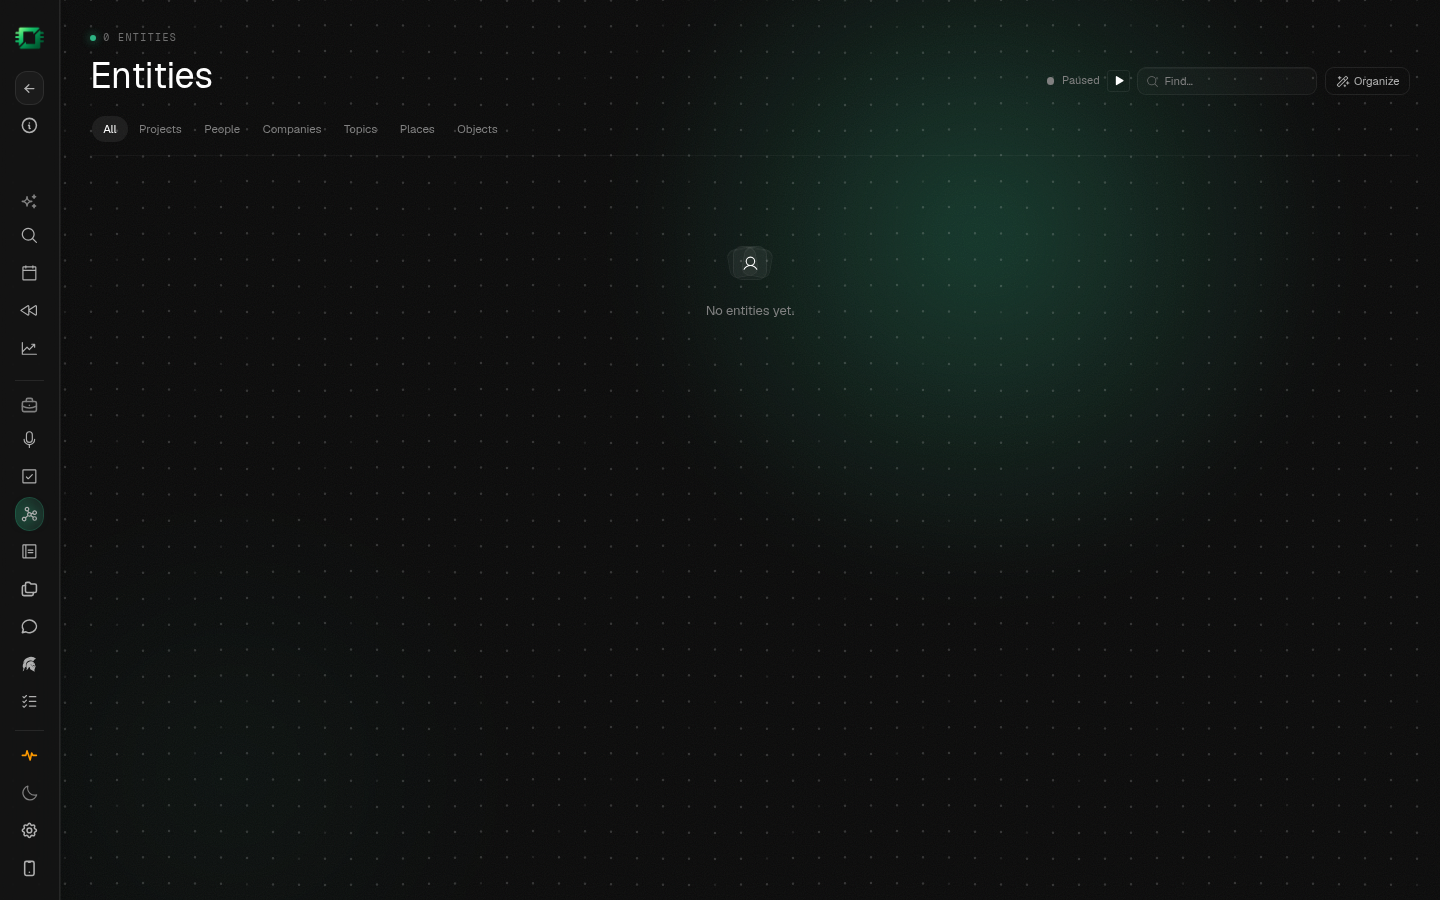 0 ENTITIES
Entities
Paused
Find...
Organize
All
Projects
People
Companies
Topics
Places
Objects
No entities yet.